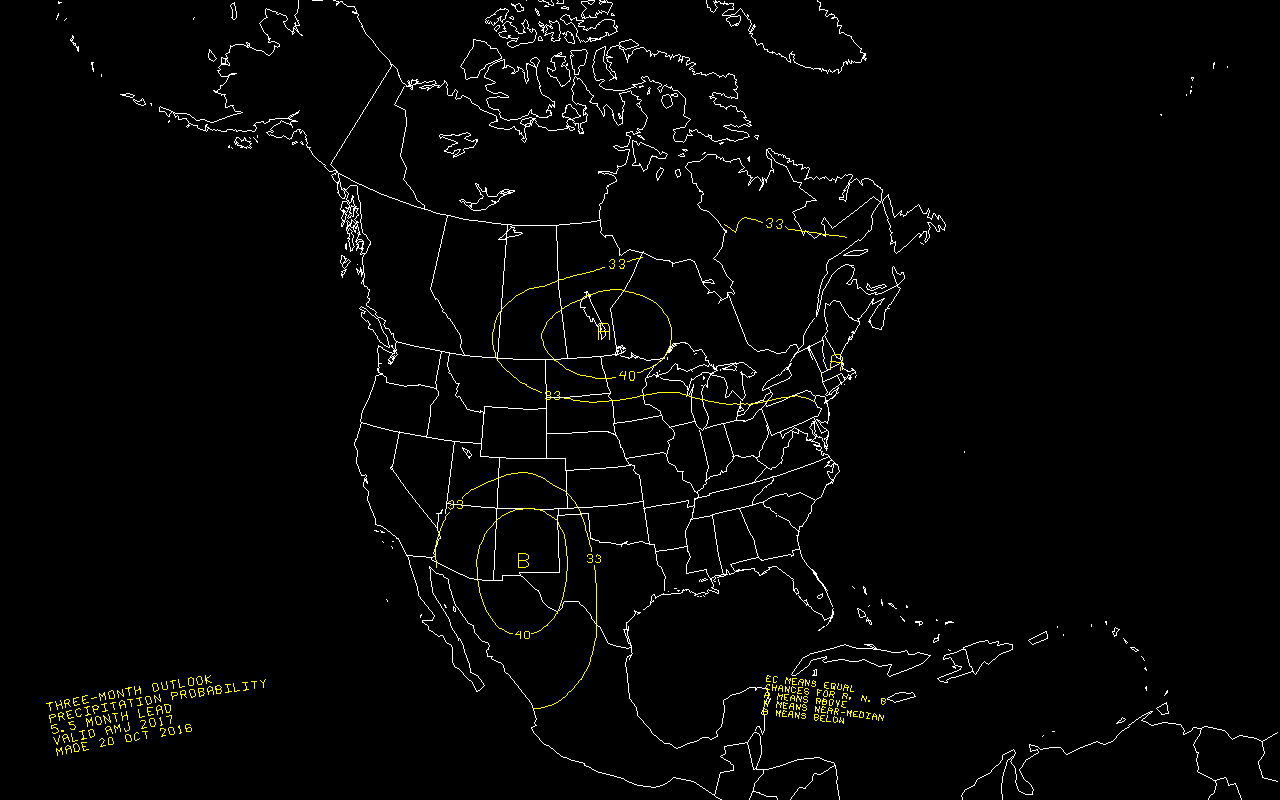 33
33
A
40
33
33
B
33
40
THREE-MONTH OUTLOOK
PRECIPITATION PROBABILITY
5.5 MONTH LEAD
VALID AMJ 2017
MADE 20 OCT 2016
EC MEANS EQUAL
CHANCES FOR A, N, B
A MEANS ABOVE
N MEANS NEAR-MEDIAN
B MEANS BELOW